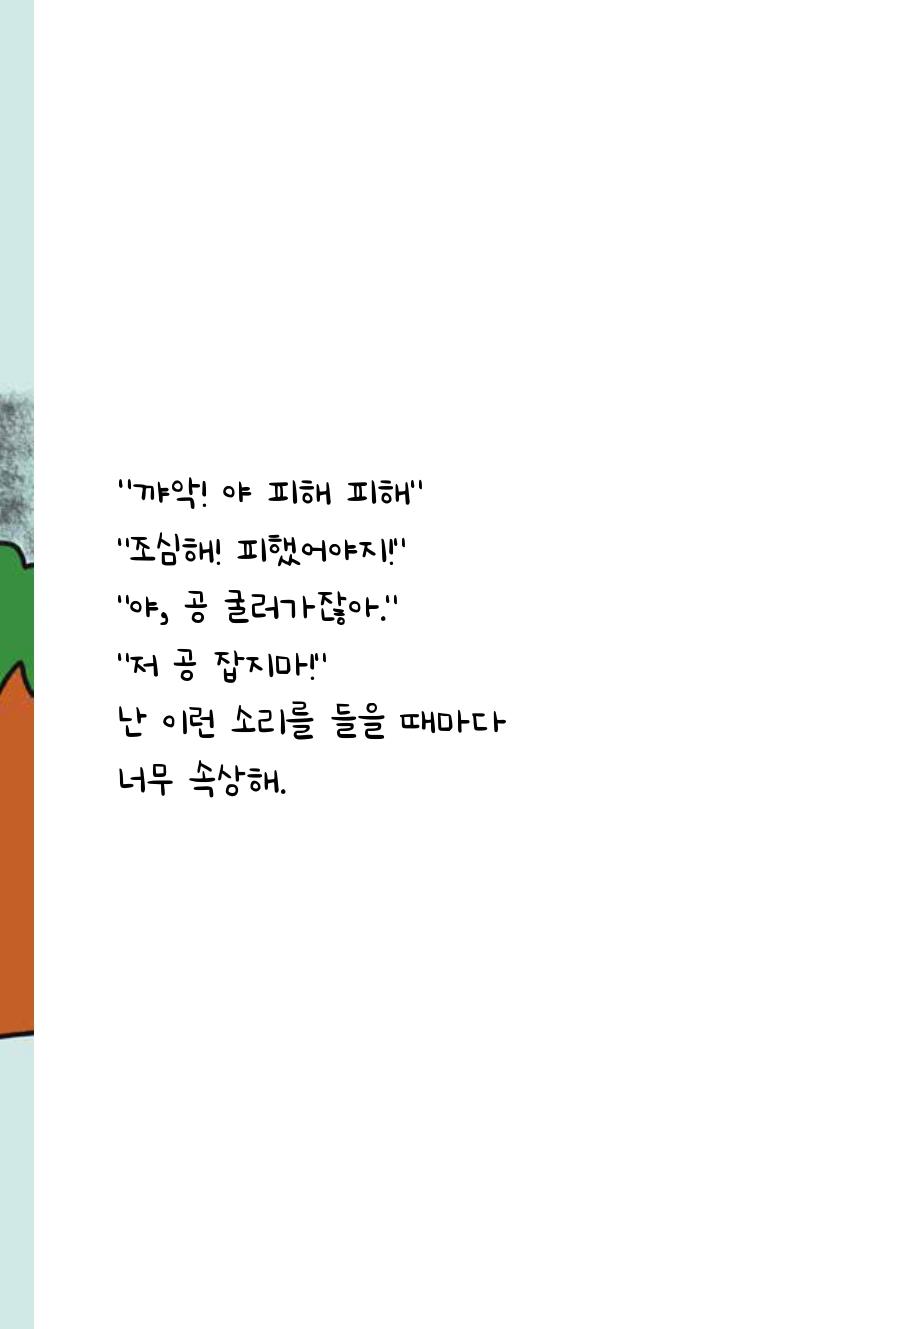 "꺄악! 야 피해 피해"
"조심해! 피했어야지!"
"야, 공 굴러가잖아."
"저 공 잡지마!"
난 이런 소리를 들을 때마다
너무 속상해.